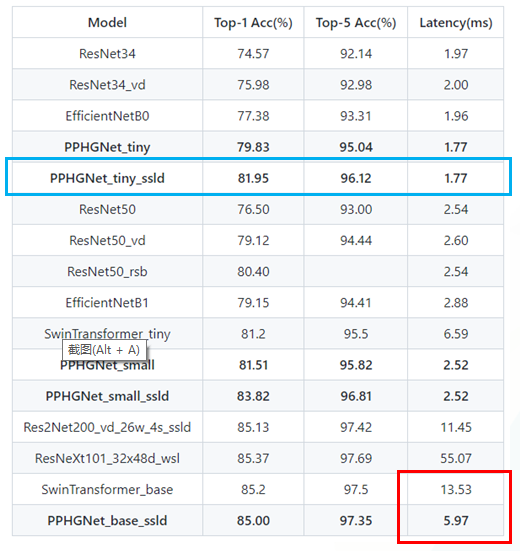 Model Top-1 Acc(%) Top-5 Acc(%) Latency(ms)
ResNet34 74.57 92.14 1.97
ResNet34_vd 75.98 92.98 2.00
EfficientNetB0 77.38 93.31 1.96
PPHGNet_tiny 79.83 95.04 1.77
PPHGNet_tiny_ssld 81.95 96.12 1.77
ResNet50 76.50 93.00 2.54
ResNet50_vd 79.12 94.44 2.60
ResNet50_rsb 80.40 2.54
EfficientNetB1 79.15 94.41 2.88
SwinTransformer_tiny 81.2 95.5 6.59
截图(Alt + A)
PPHGNet_small 81.51 95.82 2.52
PPHGNet_small_ssld 83.82 96.81 2.52
Res2Net200_vd_26w_4s_ssld 85.13 97.42 11.45
ResNeXt101_32x48d_wsl 85.37 97.69 55.07
SwinTransformer_base 85.2 97.5 13.53
PPHGNet_base_ssld 85.00 97.35 5.97